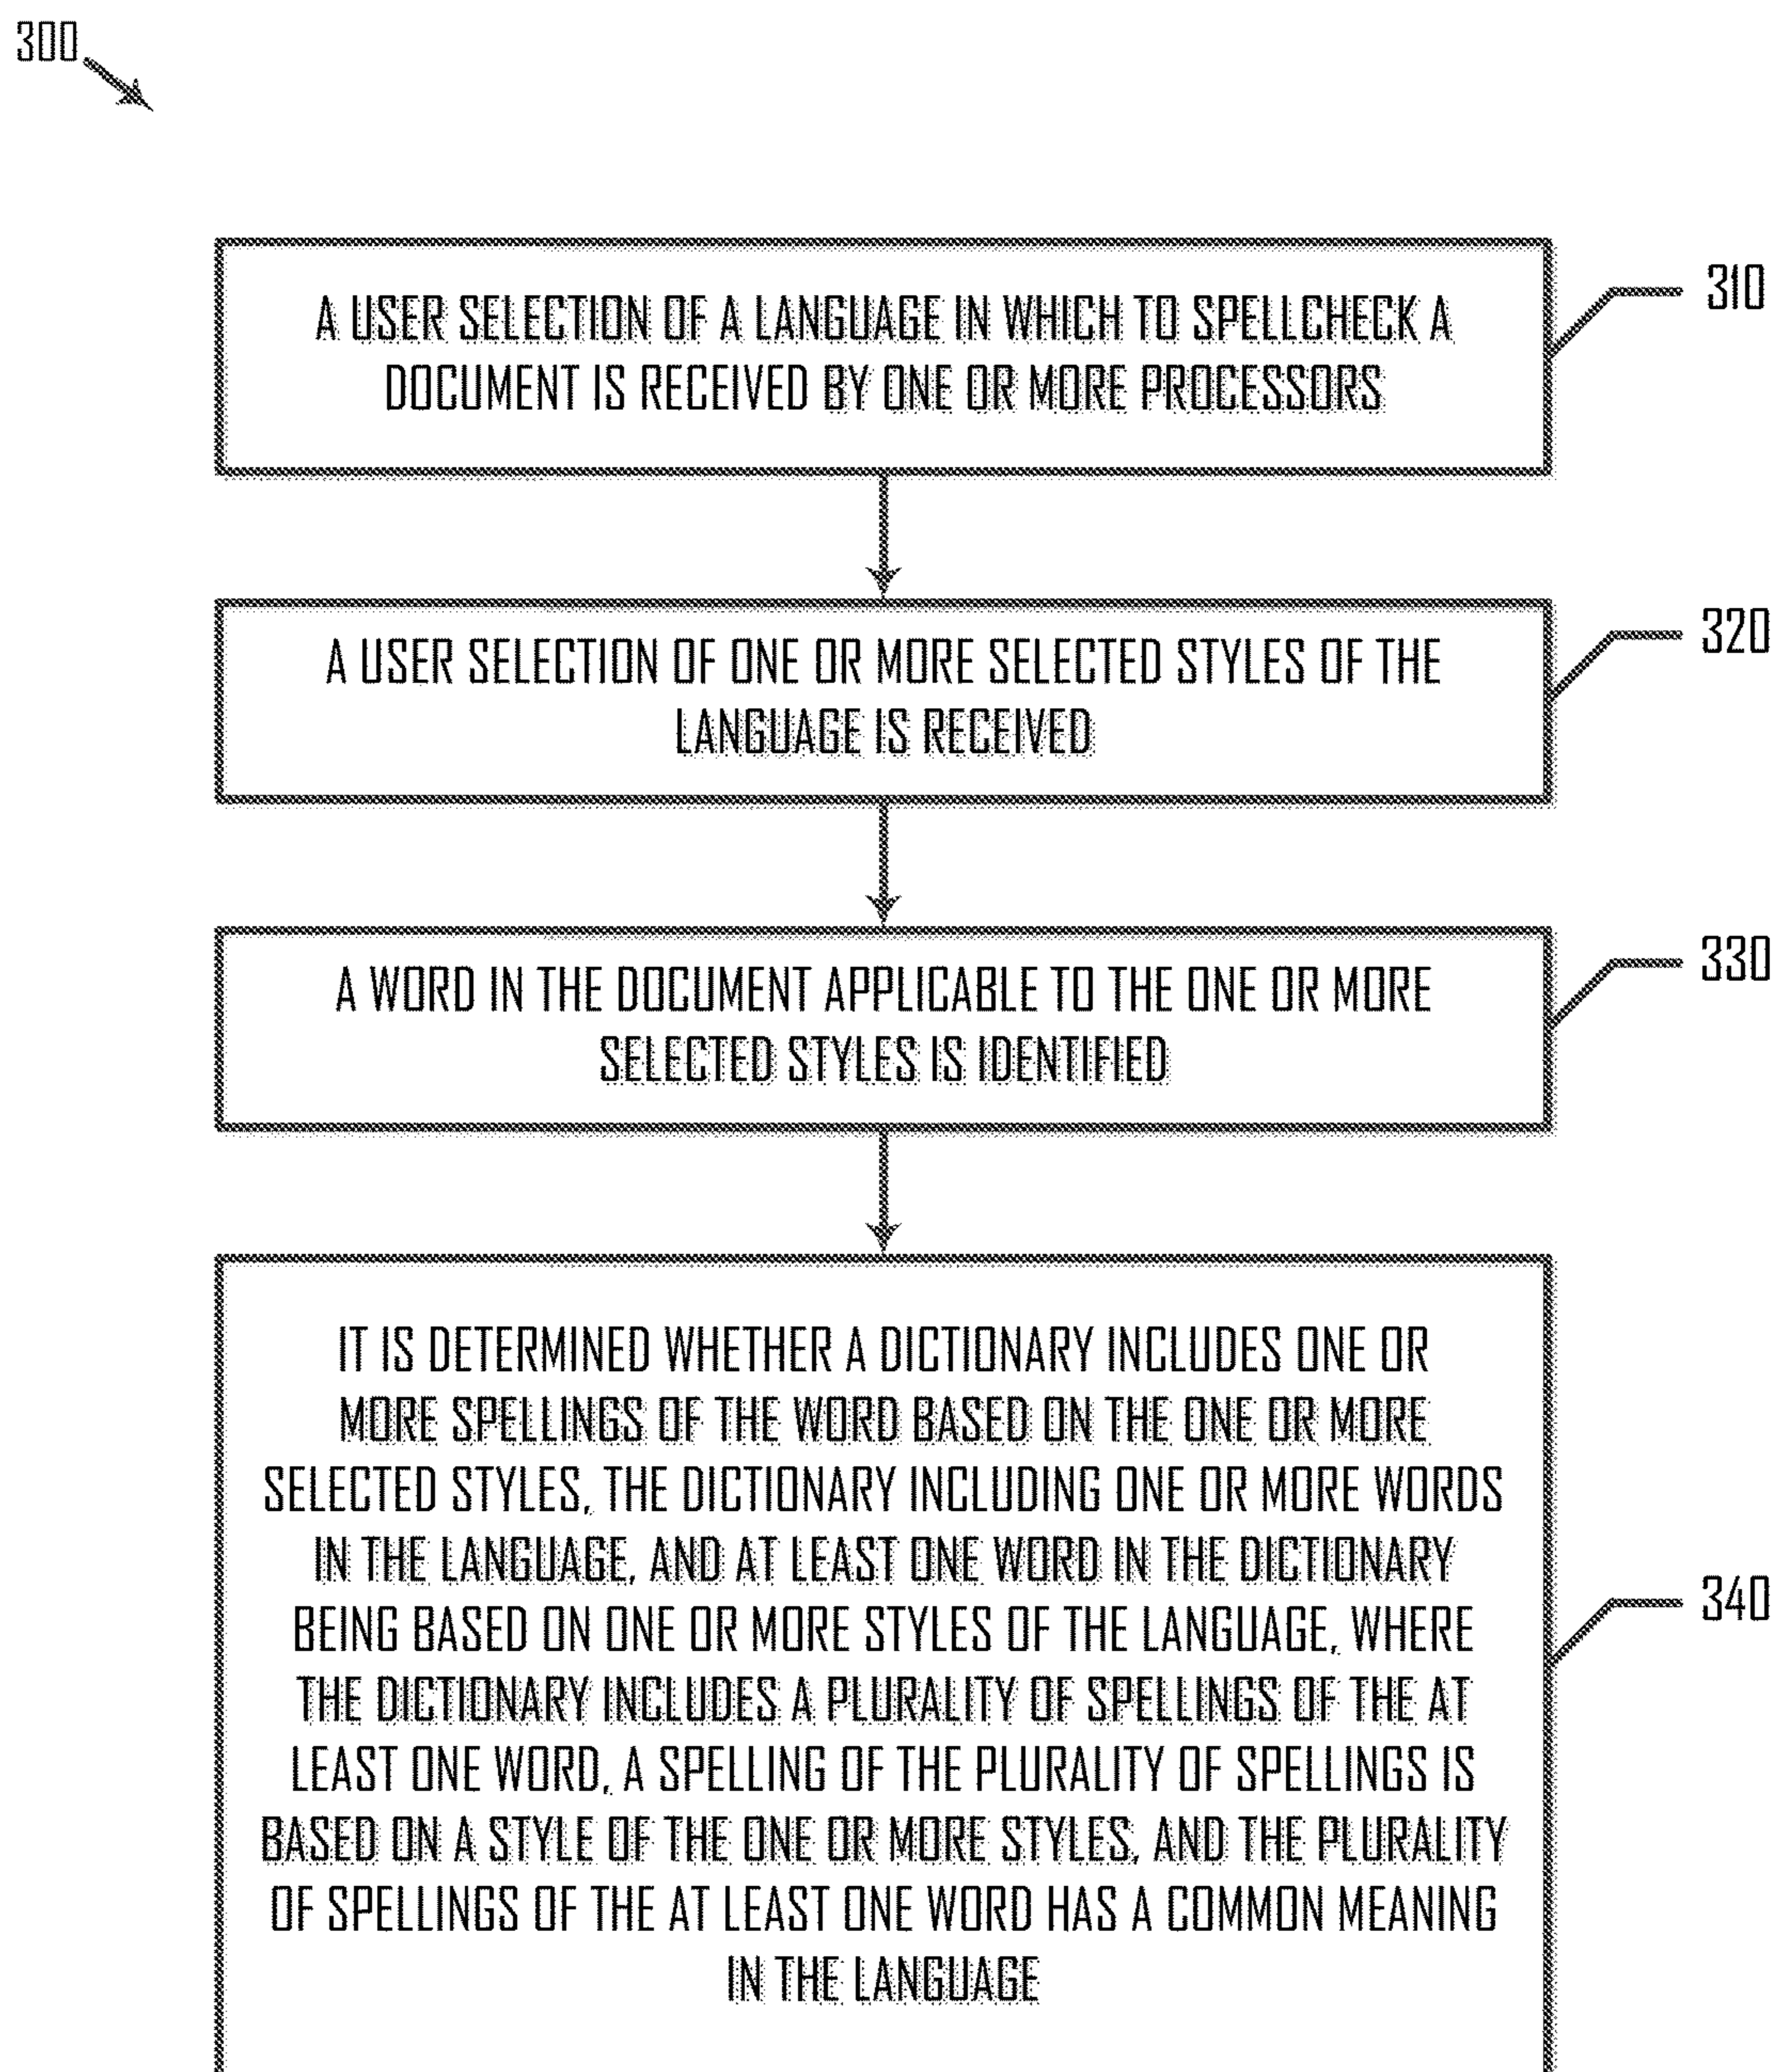 300
A USER SELECTION OF A LANGUAGE IN WHICH TO SPELLCHECK A
DOCUMENT IS RECEIVED BY ONE OR MORE PROCESSORS
310
A USER SELECTION OF ONE OR MORE SELECTED STYLES OF THE
LANGUAGE IS RECEIVED
320
A WORD IN THE DOCUMENT APPLICABLE TO THE ONE OR MORE
SELECTED STYLES IS IDENTIFIED
330
IT IS DETERMINED WHETHER A DICTIONARY INCLUDES ONE OR
MORE SPELLINGS OF THE WORD BASED ON THE ONE OR MORE
SELECTED STYLES, THE DICTIONARY INCLUDING ONE OR MORE WORDS
IN THE LANGUAGE, AND AT LEAST ONE WORD IN THE DICTIONARY
BEING BASED ON ONE OR MORE STYLES OF THE LANGUAGE, WHERE
THE DICTIONARY INCLUDES A PLURALITY OF SPELLINGS OF THE AT
LEAST ONE WORD, A SPELLING OF THE PLURALITY OF SPELLINGS IS
BASED ON A STYLE OF THE ONE OR MORE STYLES, AND THE PLURALITY
OF SPELLINGS OF THE AT LEAST ONE WORD HAS A COMMON MEANING
IN THE LANGUAGE
340